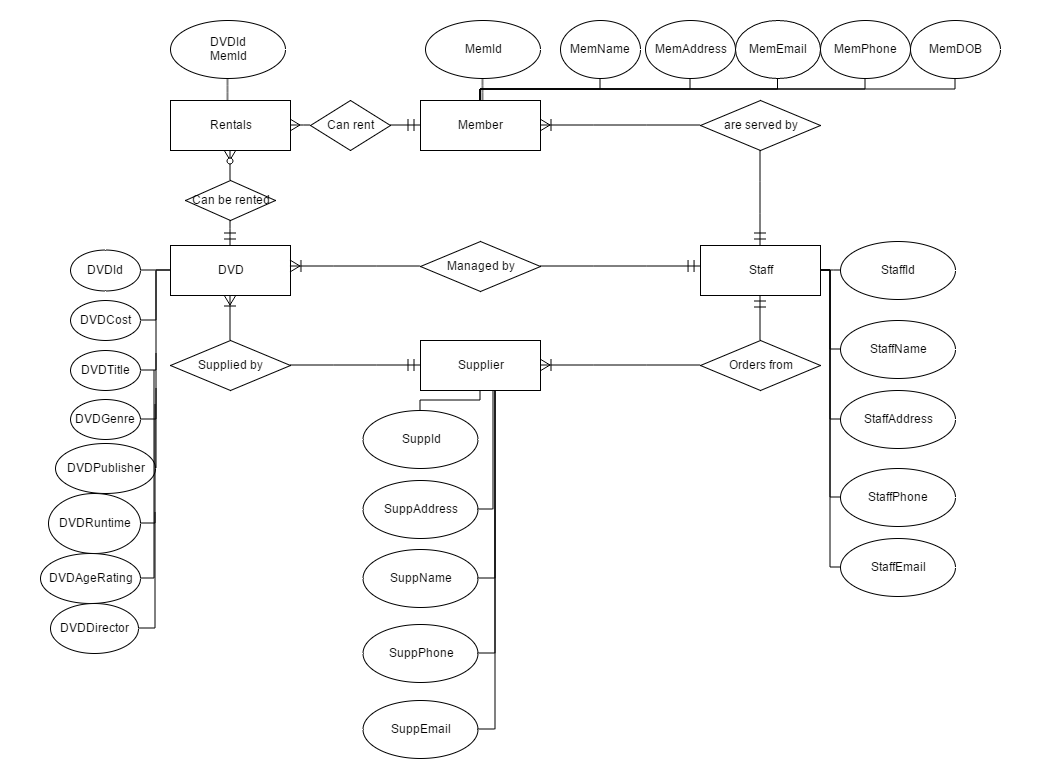 DVDId
MemId
MemId
MemName
MemAddress
MemEmail
MemPhone
MemDOB
Rentals
Can rent
Member
are served by
Can be rented
DVD
Managed by
Staff
DVDId
StaffId
DVDCost
StaffName
DVDTitle
Supplied by
Supplier
Orders from
DVDGenre
StaffAddress
SuppId
DVDPublisher
StaffPhone
SuppAddress
DVDRuntime
StaffEmail
SuppName
DVDAgeRating
DVDDirector
SuppPhone
SuppEmail